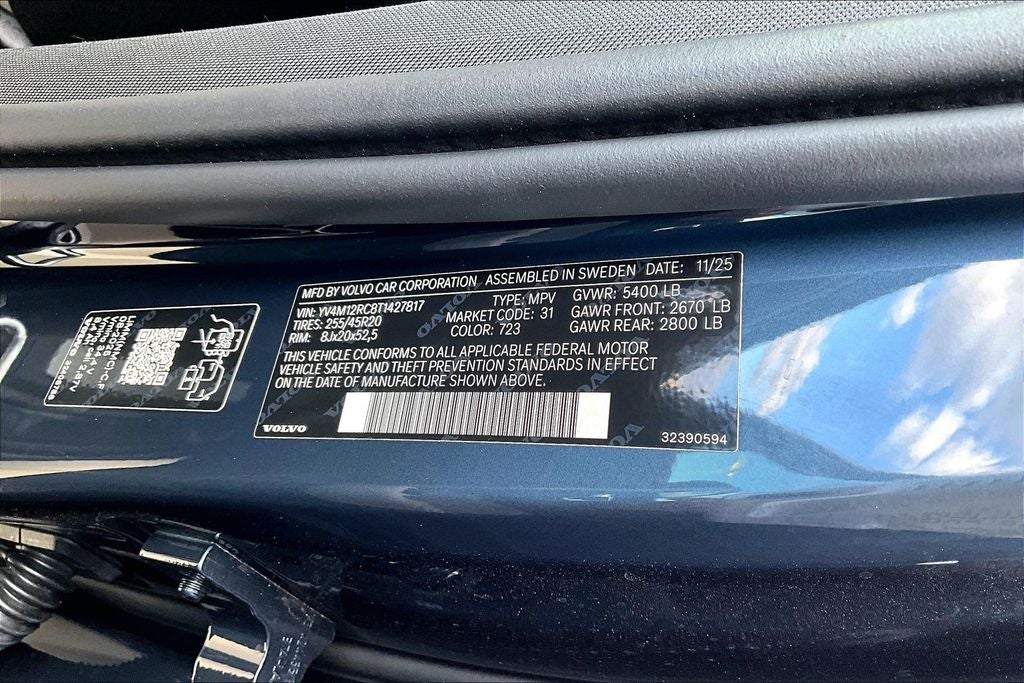 MFD BY VOLVO CAR CORPORATION ASSEMBLED IN SWEDEN DATE: 11/25
VIN: YV4M12RC8T1427817 TYPE: MPV GVWR: 5400 LB
TIRES: 255/45R20 MARKET CODE: 31 GAWR FRONT: 2670 LB
RIM: 8Jx20x52,5 COLOR: 723 GAWR REAR: 2800 LB
THIS VEHICLE CONFORMS TO ALL APPLICABLE FEDERAL MOTOR
VEHICLE SAFETY AND THEFT PREVENTION STANDARDS IN EFFECT
ON THE DATE OF MANUFACTURE SHOWN ABOVE.
VOLVO 32390594